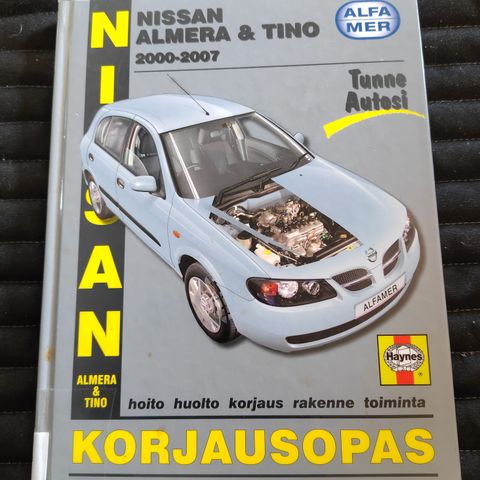 NISSAN
ALMERA & TINO
2000-2007
ALFA
MER
Tunne
Autosi
NISSAN
ALMERA
&
TINO
ALFAMER
Haynes
hoito huolto korjaus rakenne toiminta
KORJAUSOPAS